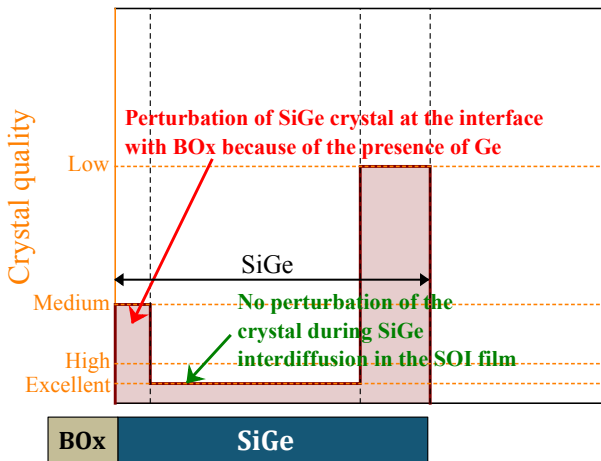 Crystal quality
Perturbation of SiGe crystal at the interface
with BOx because of the presence of Ge
Low
SiGe
Medium
No perturbation of the
crystal during SiGe
interdiffusion in the SOI film
High
Excellent
BOx
SiGe